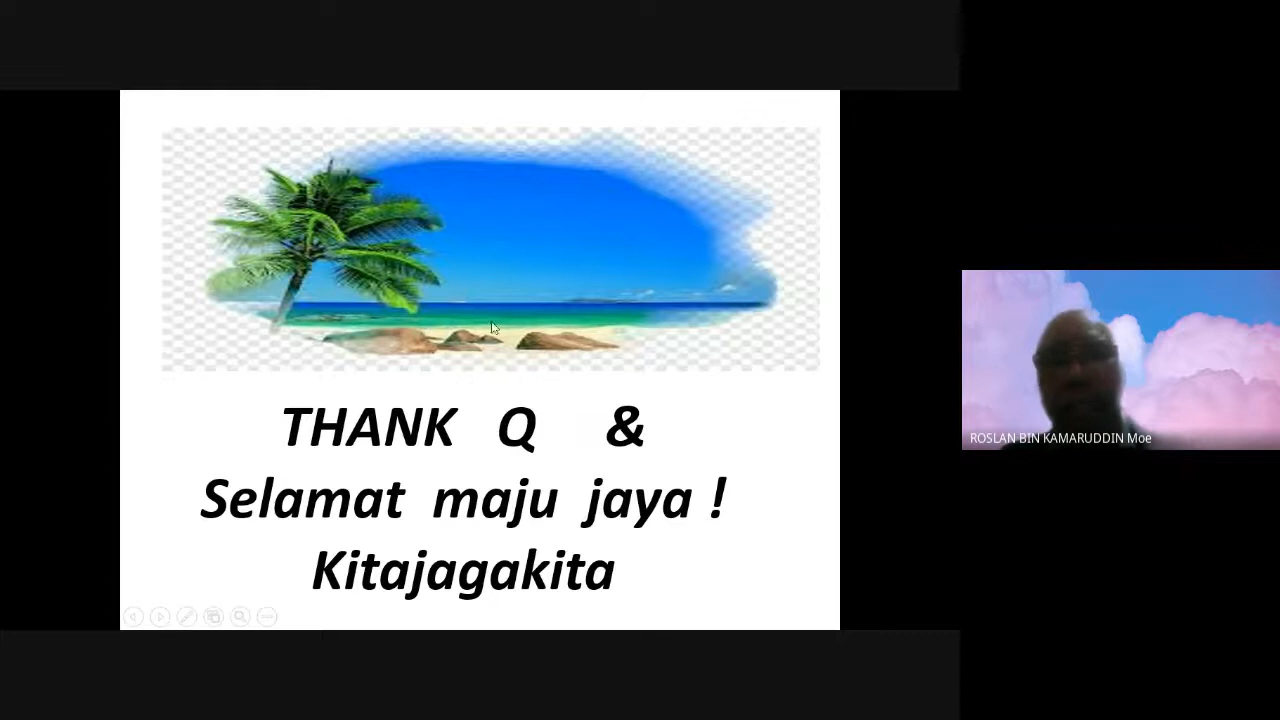 THANK Q &
Selamat maju jaya !
Kitajagakita
ROSLAN BIN KAMARUDDIN Moe